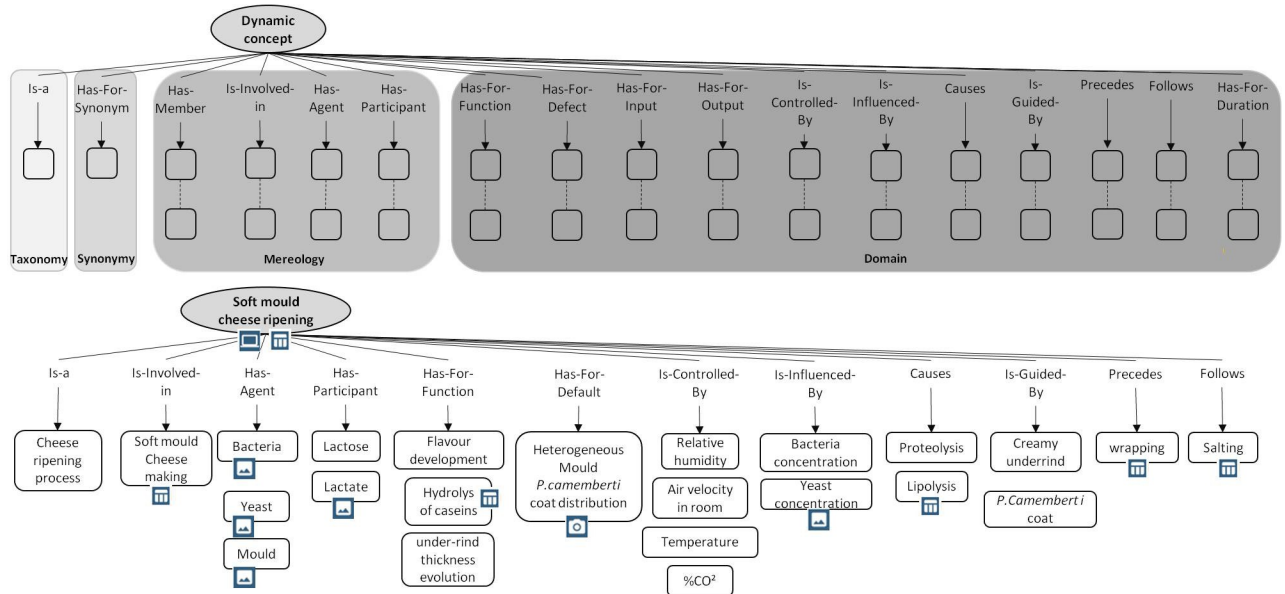 Dynamic
concept
Is-a
Has-For-
Synonym
Has-
Member
Is-Involved-
in
Has-
Agent
Has-
Participant
Has-For-
Function
Has-For-
Defect
Has-For-
Input
Has-For-
Output
Is-
Controlled-
By
Is-
Influenced-
By
Causes
Is-
Guided-
By
Precedes
Follows
Has-For-
Duration
Taxonomy
Synonymy
Mereology
Domain
Soft mould
cheese ripening
Is-a
Is-Involved-
in
Has-
Agent
Has-
Participant
Has-For-
Function
Has-For-
Default
Is-Controlled-
By
Is-Influenced-
By
Causes
Is-Guided-
By
Precedes
Follows
Cheese
ripening
process
Soft mould
Cheese
making
Bacteria
Yeast
Mould
Lactose
Lactate
Flavour
development
Hydrolys
of caseins
under-rind
thickness
evolution
Heterogeneous
Mould
P.camemberti
coat distribution
Relative
humidity
Air velocity
in room
Temperature
%CO²
Bacteria
concentration
Yeast
concentration
Proteolysis
Lipolysis
Creamy
underrind
P.Camemberti
coat
wrapping
Salting